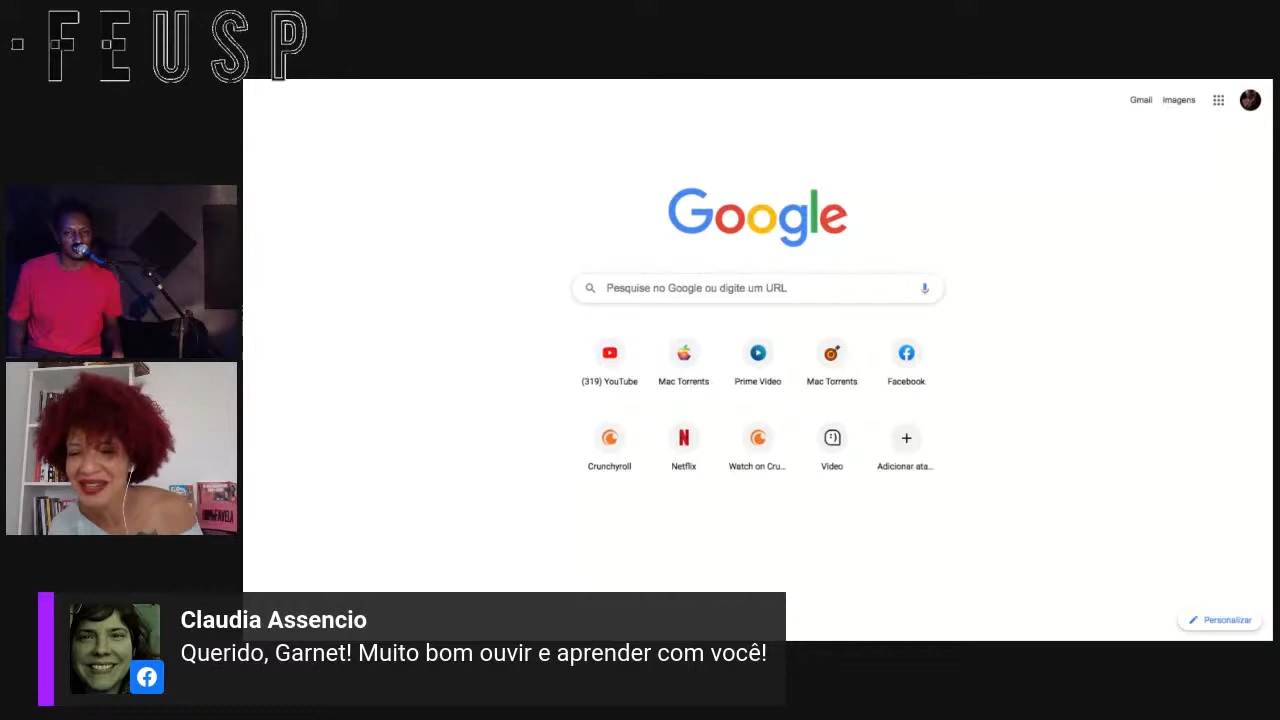 FEUSP
Gmail Imagens
Google
Pesquise no Google ou digite um URL
(319) YouTube Mac Torrents Prime Video Mac Torrents Facebook
Crunchyroll Netflix Watch on Cru... Video Adicionar ata...
Personalizar
Claudia Assencio
Querido, Garnet! Muito bom ouvir e aprender com você!